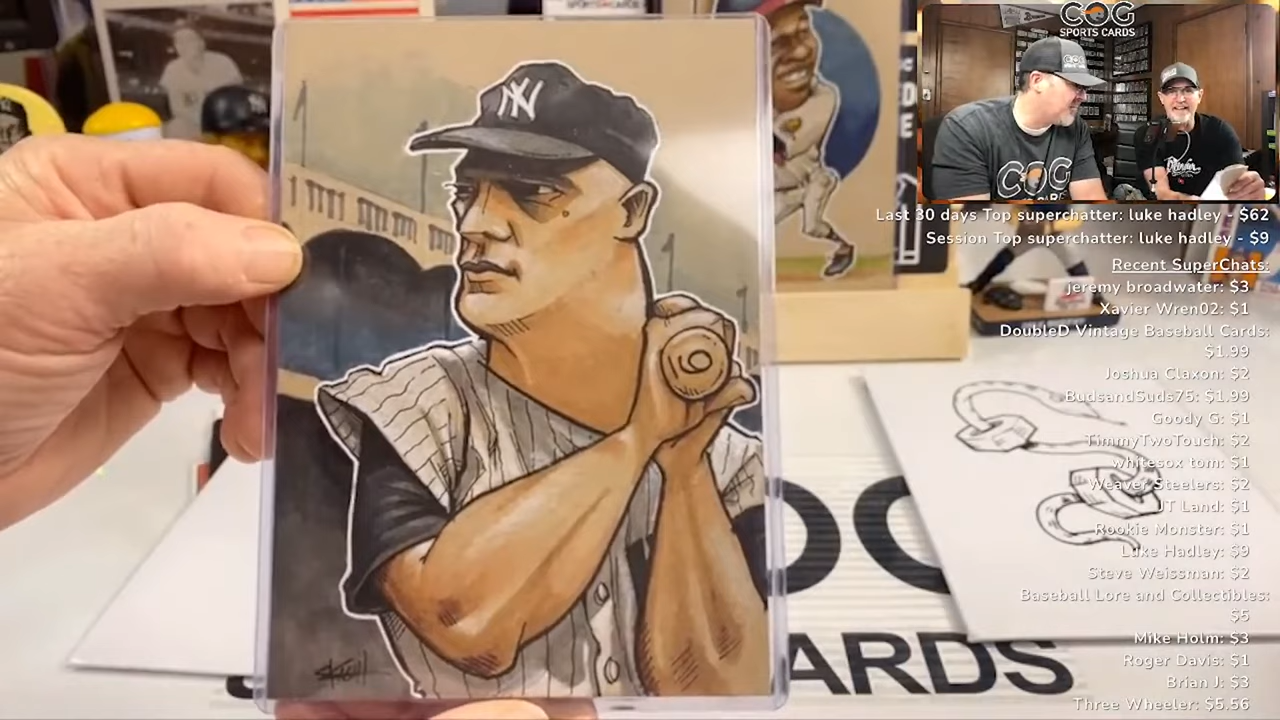 COG
SPORTS CARDS
COG
Last 30 days Top superchatter: luke hadley - $62
Session Top superchatter: luke hadley - $9
Recent SuperChats:
jeremy broadwater: $3
Xavier Wren02: $1
DoubleD Vintage Baseball Cards:
$1.99
Joshua Claxon: $2
BudsandSuds75: $1.99
Goody G: $1
TimmyTwoTouch: $2
whitesox tom: $1
Weaver Steelers: $2
JT Land: $1
Rookie Monster: $1
Luke Hadley: $9
Steve Weissman: $2
Baseball Lore and Collectibles:
$5
Mike Holm: $3
Roger Davis: $1
Brian J: $3
Three Wheeler: $5.56
NY
6
OG
CARDS